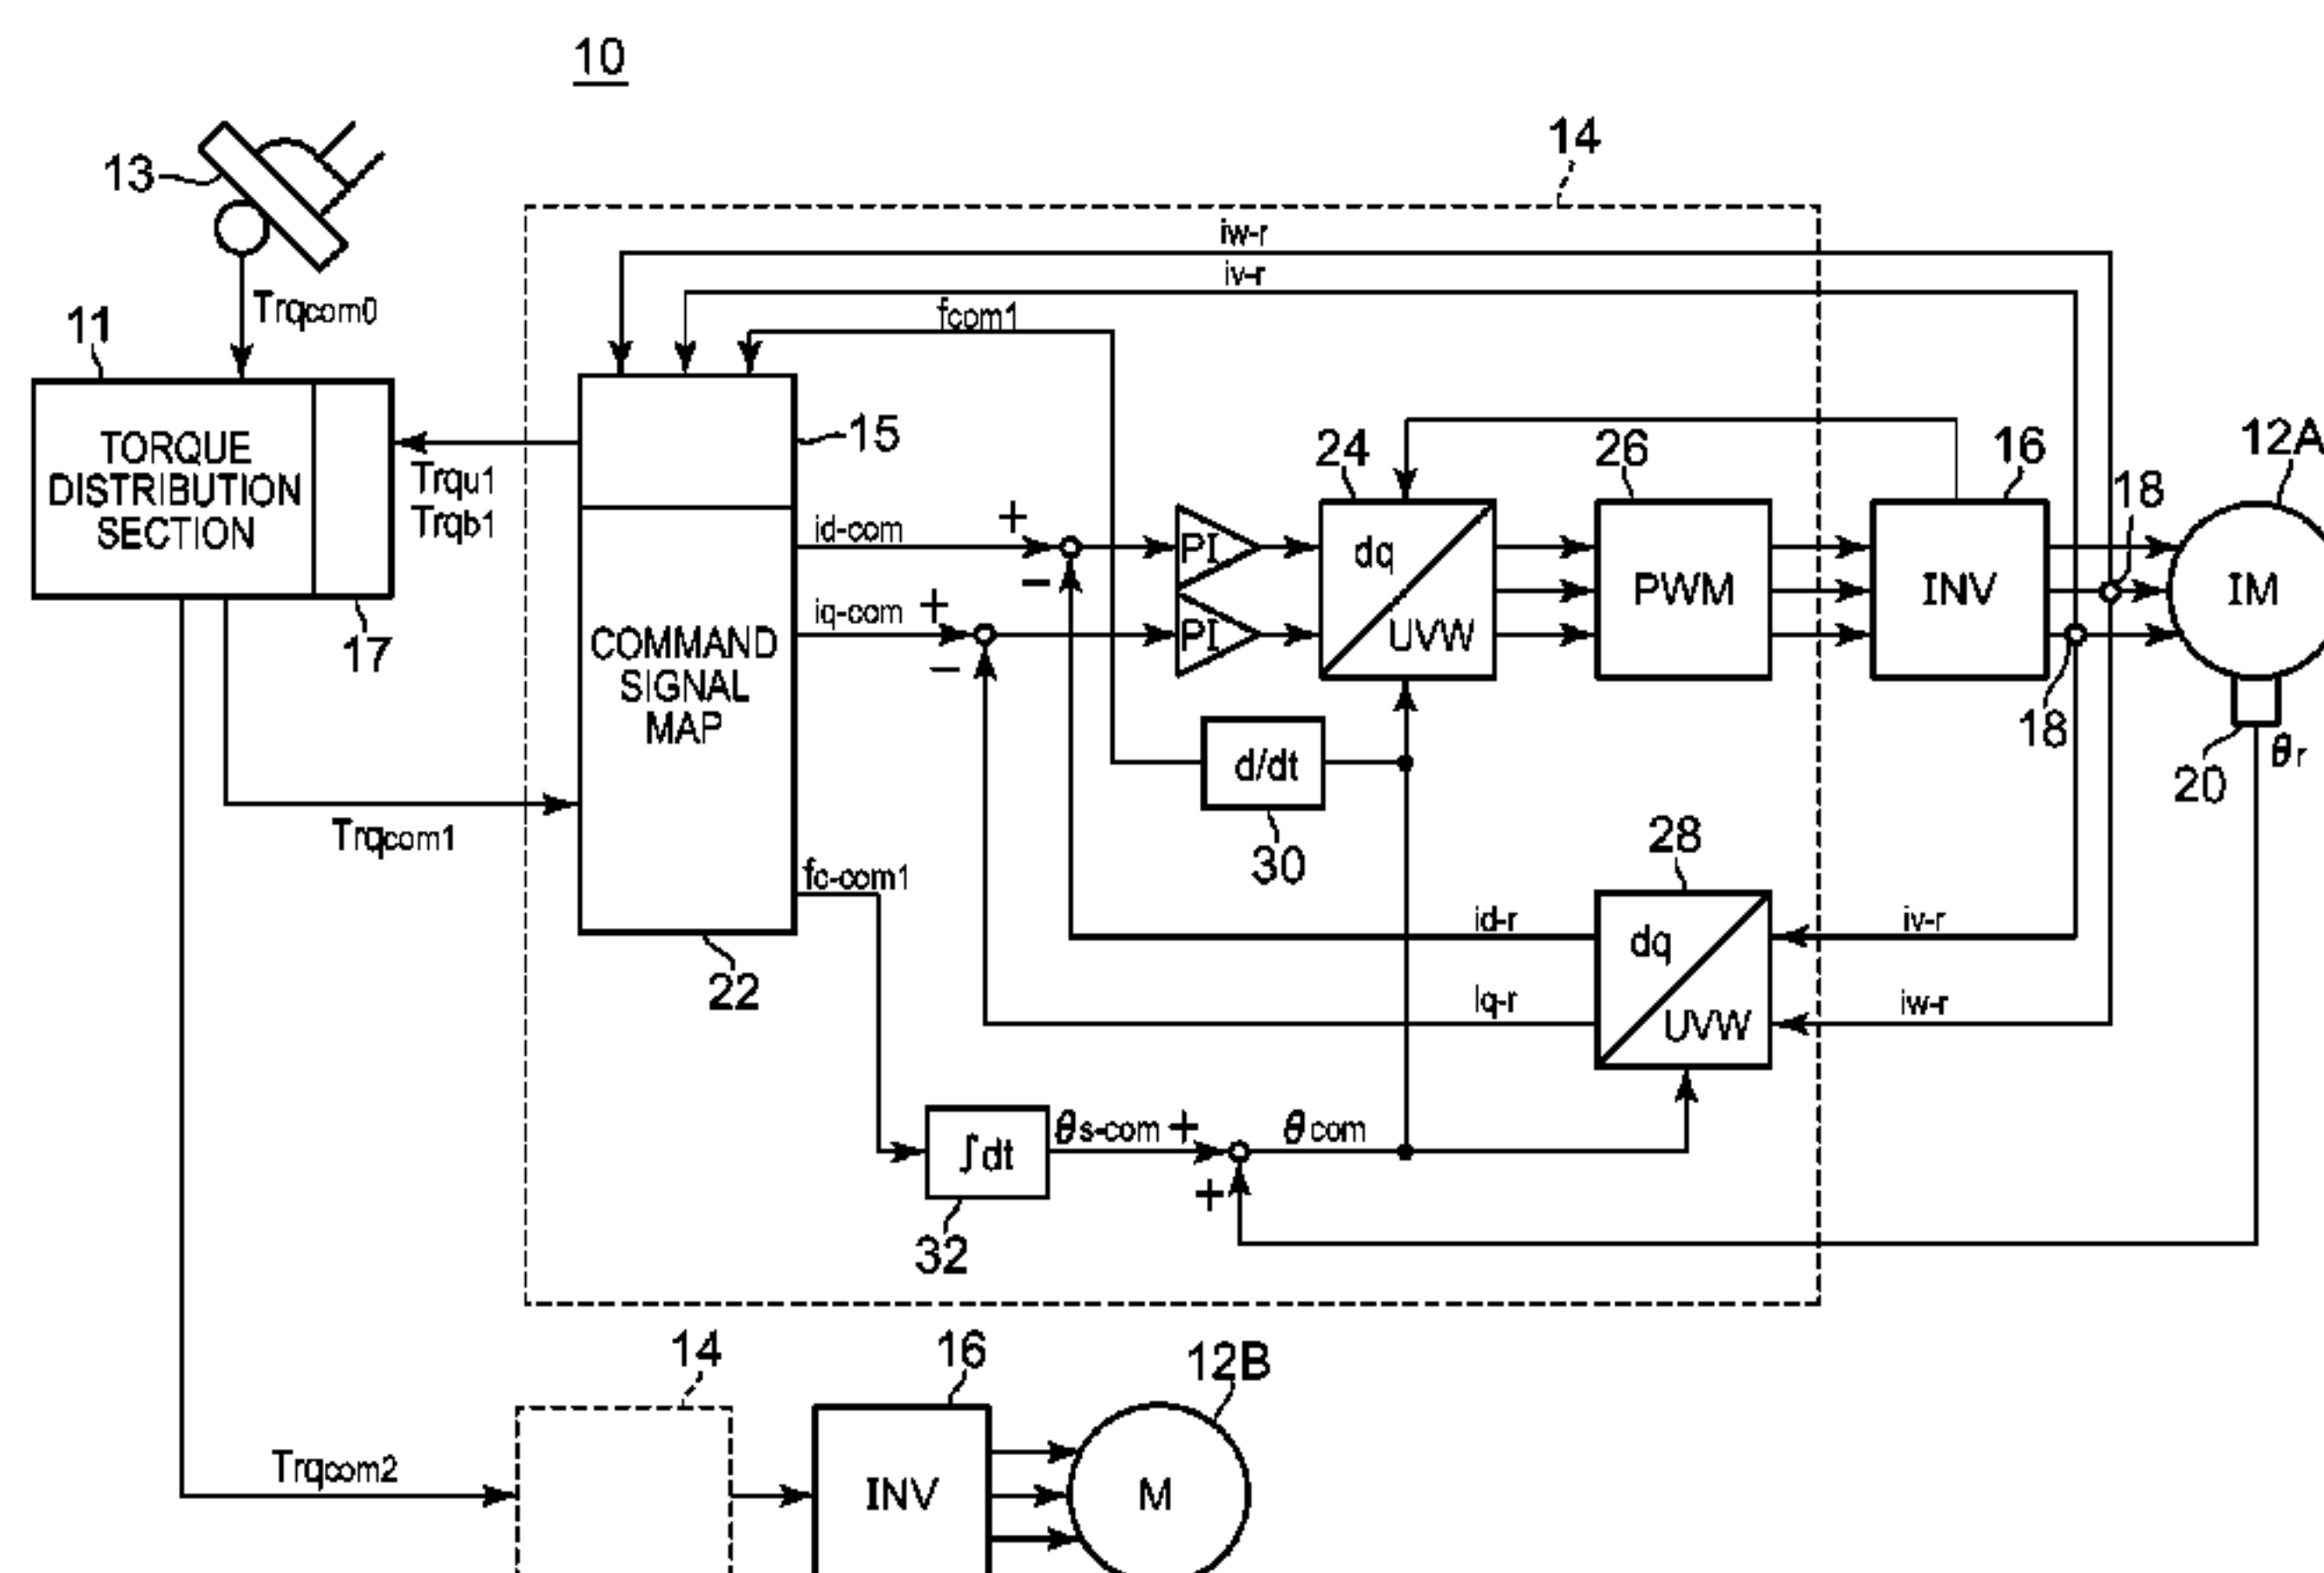 10
14
13
iw-r
iv-r
Trqcom0
fcom1
11
15
24
26
16
12A
18
TORQUE
DISTRIBUTION
SECTION
Trqu1
Trqb1
id-com
+
−
PI
dq
UVW
PWM
INV
IM
17
iq-com
+
−
PI
COMMAND
SIGNAL
MAP
18
20
θr
d/dt
30
Trqcom1
28
fc-com1
22
id-r
dq
UVW
iv-r
Iq-r
iw-r
∫dt
θs-com
+
θcom
+
32
14
16
12B
Trqcom2
INV
M